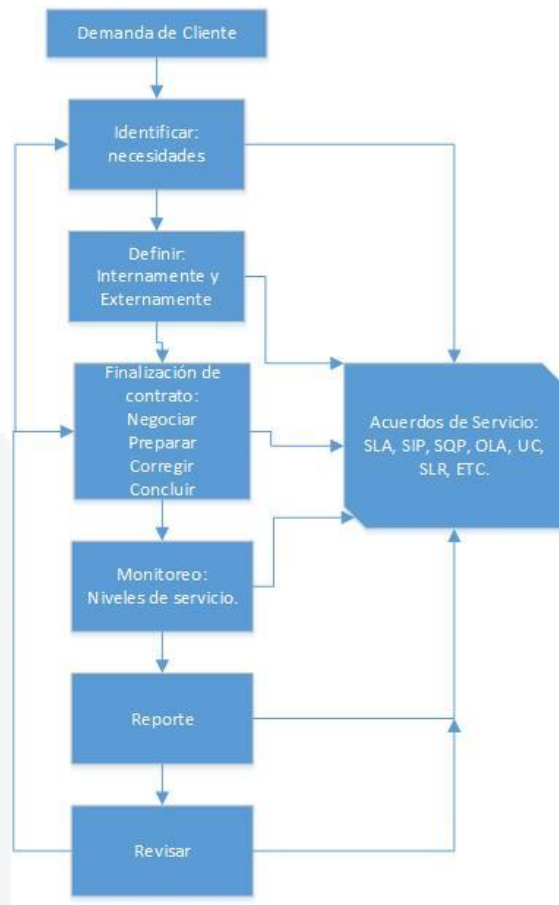 Demanda de Cliente
Identificar:
necesidades
Definir:
Internamente y
Externamente
Finalización de
contrato:
Negociar
Preparar
Corregir
Concluir
Acuerdos de Servicio:
SLA, SIP, SQP, OLA, UC,
SLR, ETC.
Monitoreo:
Niveles de servicio.
Reporte
Revisar